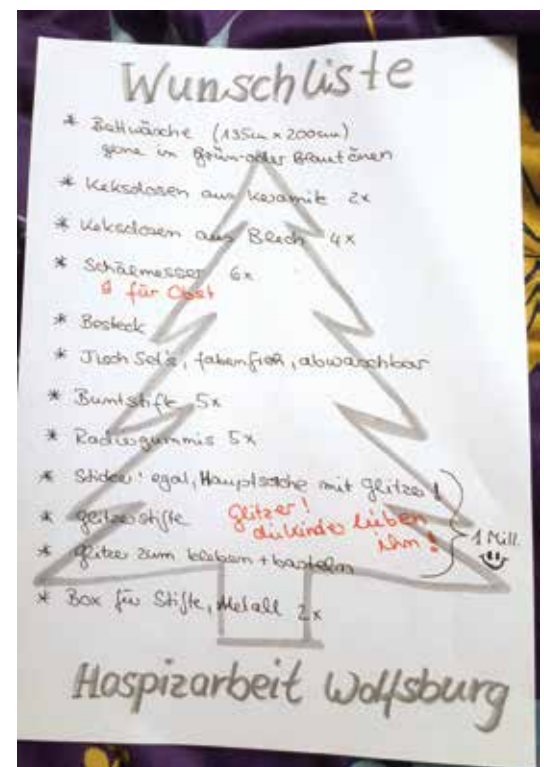 Wunschliste
* Bettwäsche (135cm x 200cm)
gerne in Grün- oder Blautönen
* Keksdosen aus Keramik 2x
* Keksdosen aus Blech 4x
* Schälmesser 6x
für Obst
* Besteck
* Tisch Set's, farbenfroh, abwaschbar
* Buntstifte 5x
* Radiergummis 5x
* Sticker! egal, Hauptsache mit Glitzer!
* Glitzerstifte
Glitzer!
die Kinder lieben
ihn!
* Glitzer zum kleben + basteln
1 Mill.
* Box für Stifte, Metall 2x
Hospizarbeit Wolfsburg